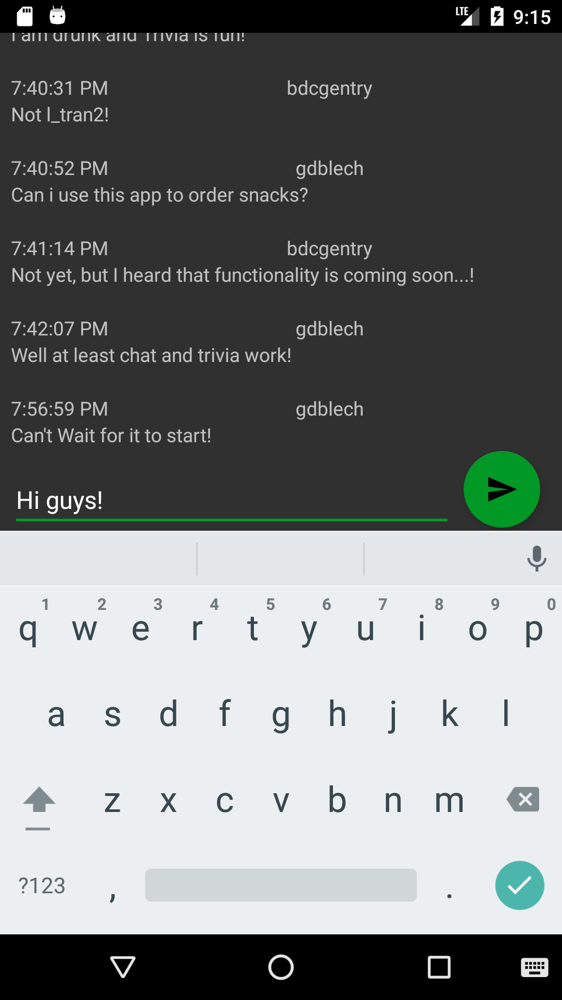 LTE 9:15
I am drunk and Trivia is fun!
7:40:31 PM bdcgentry
Not l_tran2!
7:40:52 PM gdblech
Can i use this app to order snacks?
7:41:14 PM bdcgentry
Not yet, but I heard that functionality is coming soon...!
7:42:07 PM gdblech
Well at least chat and trivia work!
7:56:59 PM gdblech
Can't Wait for it to start!
Hi guys!
1 2 3 4 5 6 7 8 9 0
q w e r t y u i o p
a s d f g h j k l
z x c v b n m
?123 , .